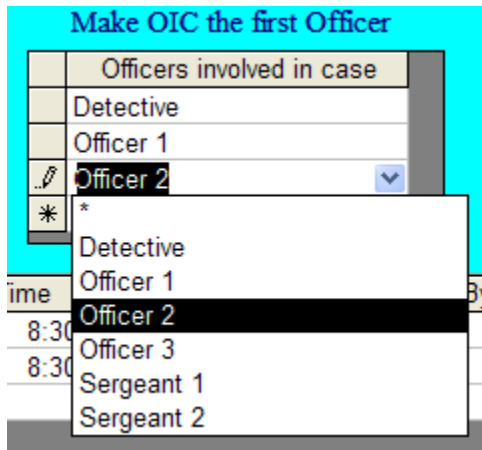 Make OIC the first Officer
Officers involved in case
Detective
Officer 1
Officer 2
*
Detective
Officer 1
Officer 2
Officer 3
Sergeant 1
Sergeant 2
ime By
8:30
8:30